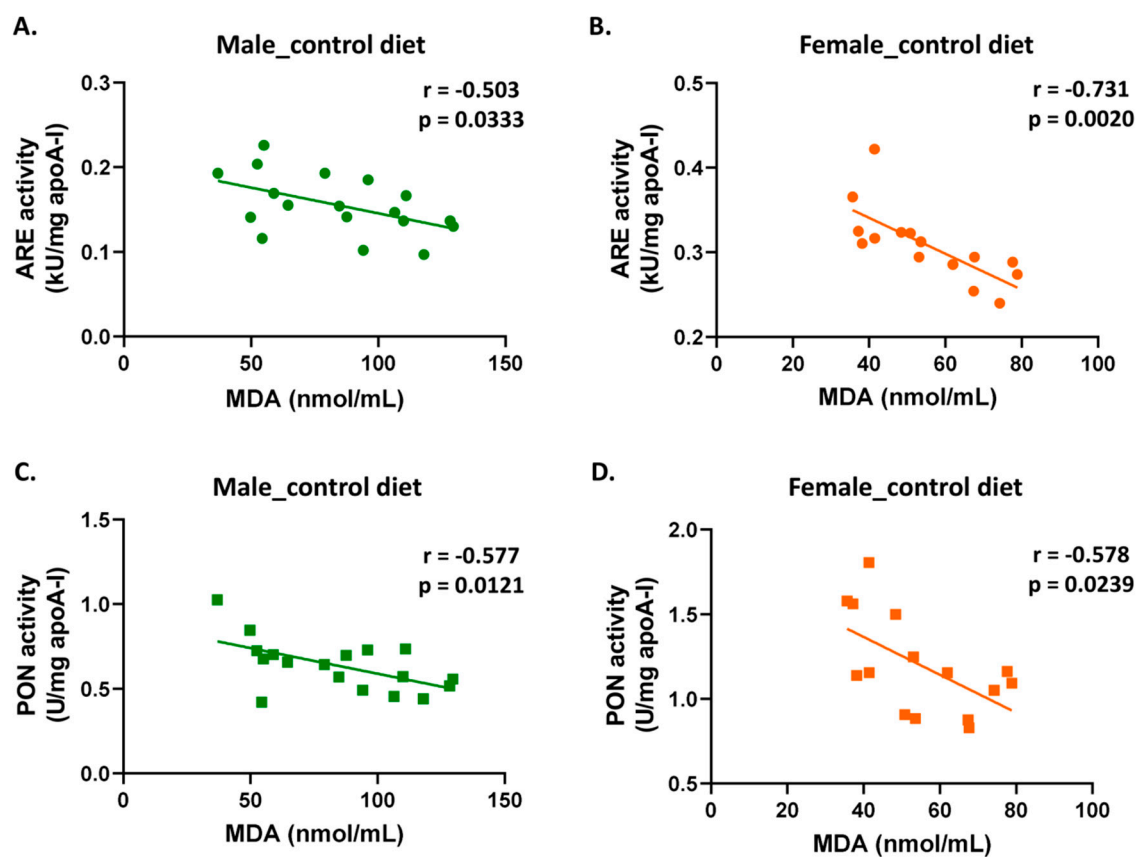 A.
Male_control diet
r = -0.503
p = 0.0333
ARE activity
(kU/mg apoA-I)
0.3
0.2
0.1
0.0
0
50
100
150
MDA (nmol/mL)
B.
Female_control diet
r = -0.731
p = 0.0020
ARE activity
(kU/mg apoA-I)
0.5
0.4
0.3
0.2
0
20
40
60
80
100
MDA (nmol/mL)
C.
Male_control diet
r = -0.577
p = 0.0121
PON activity
(U/mg apoA-I)
1.5
1.0
0.5
0.0
0
50
100
150
MDA (nmol/mL)
D.
Female_control diet
r = -0.578
p = 0.0239
PON activity
(U/mg apoA-I)
2.0
1.5
1.0
0.5
0
20
40
60
80
100
MDA (nmol/mL)